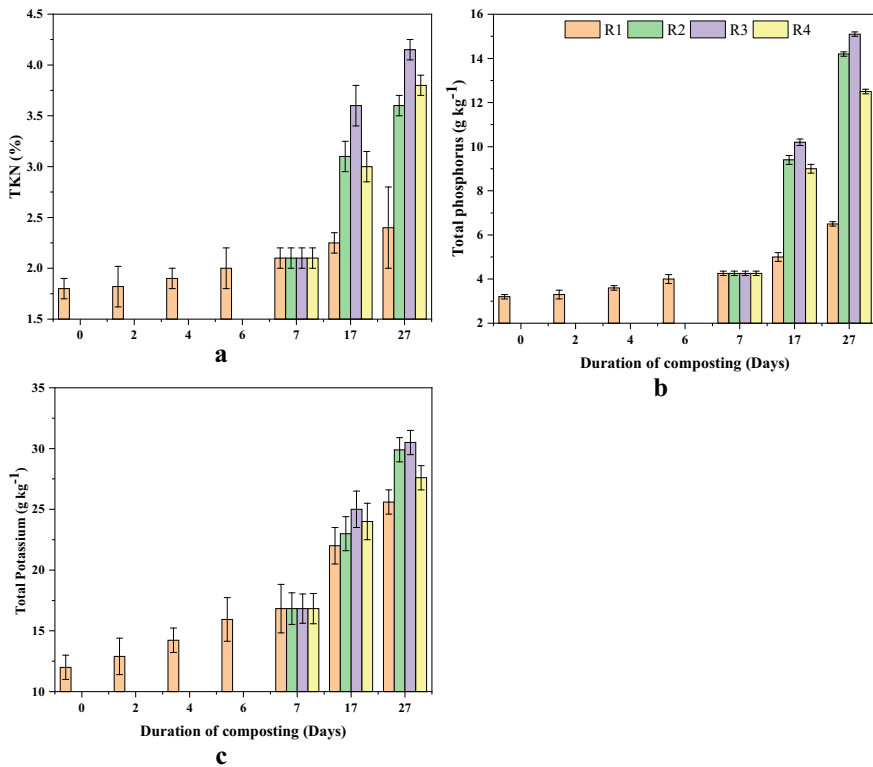 4.5
4.0
3.5
3.0
2.5
2.0
1.5
TKN (%)
0 2 4 6 7 17 27
a
R1 R2 R3 R4
16
14
12
10
8
6
4
2
Total phosphorus (g kg⁻¹)
0 2 4 6 7 17 27
Duration of composting (Days)
b
35
30
25
20
15
10
Total Potassium (g kg⁻¹)
0 2 4 6 7 17 27
Duration of composting (Days)
c